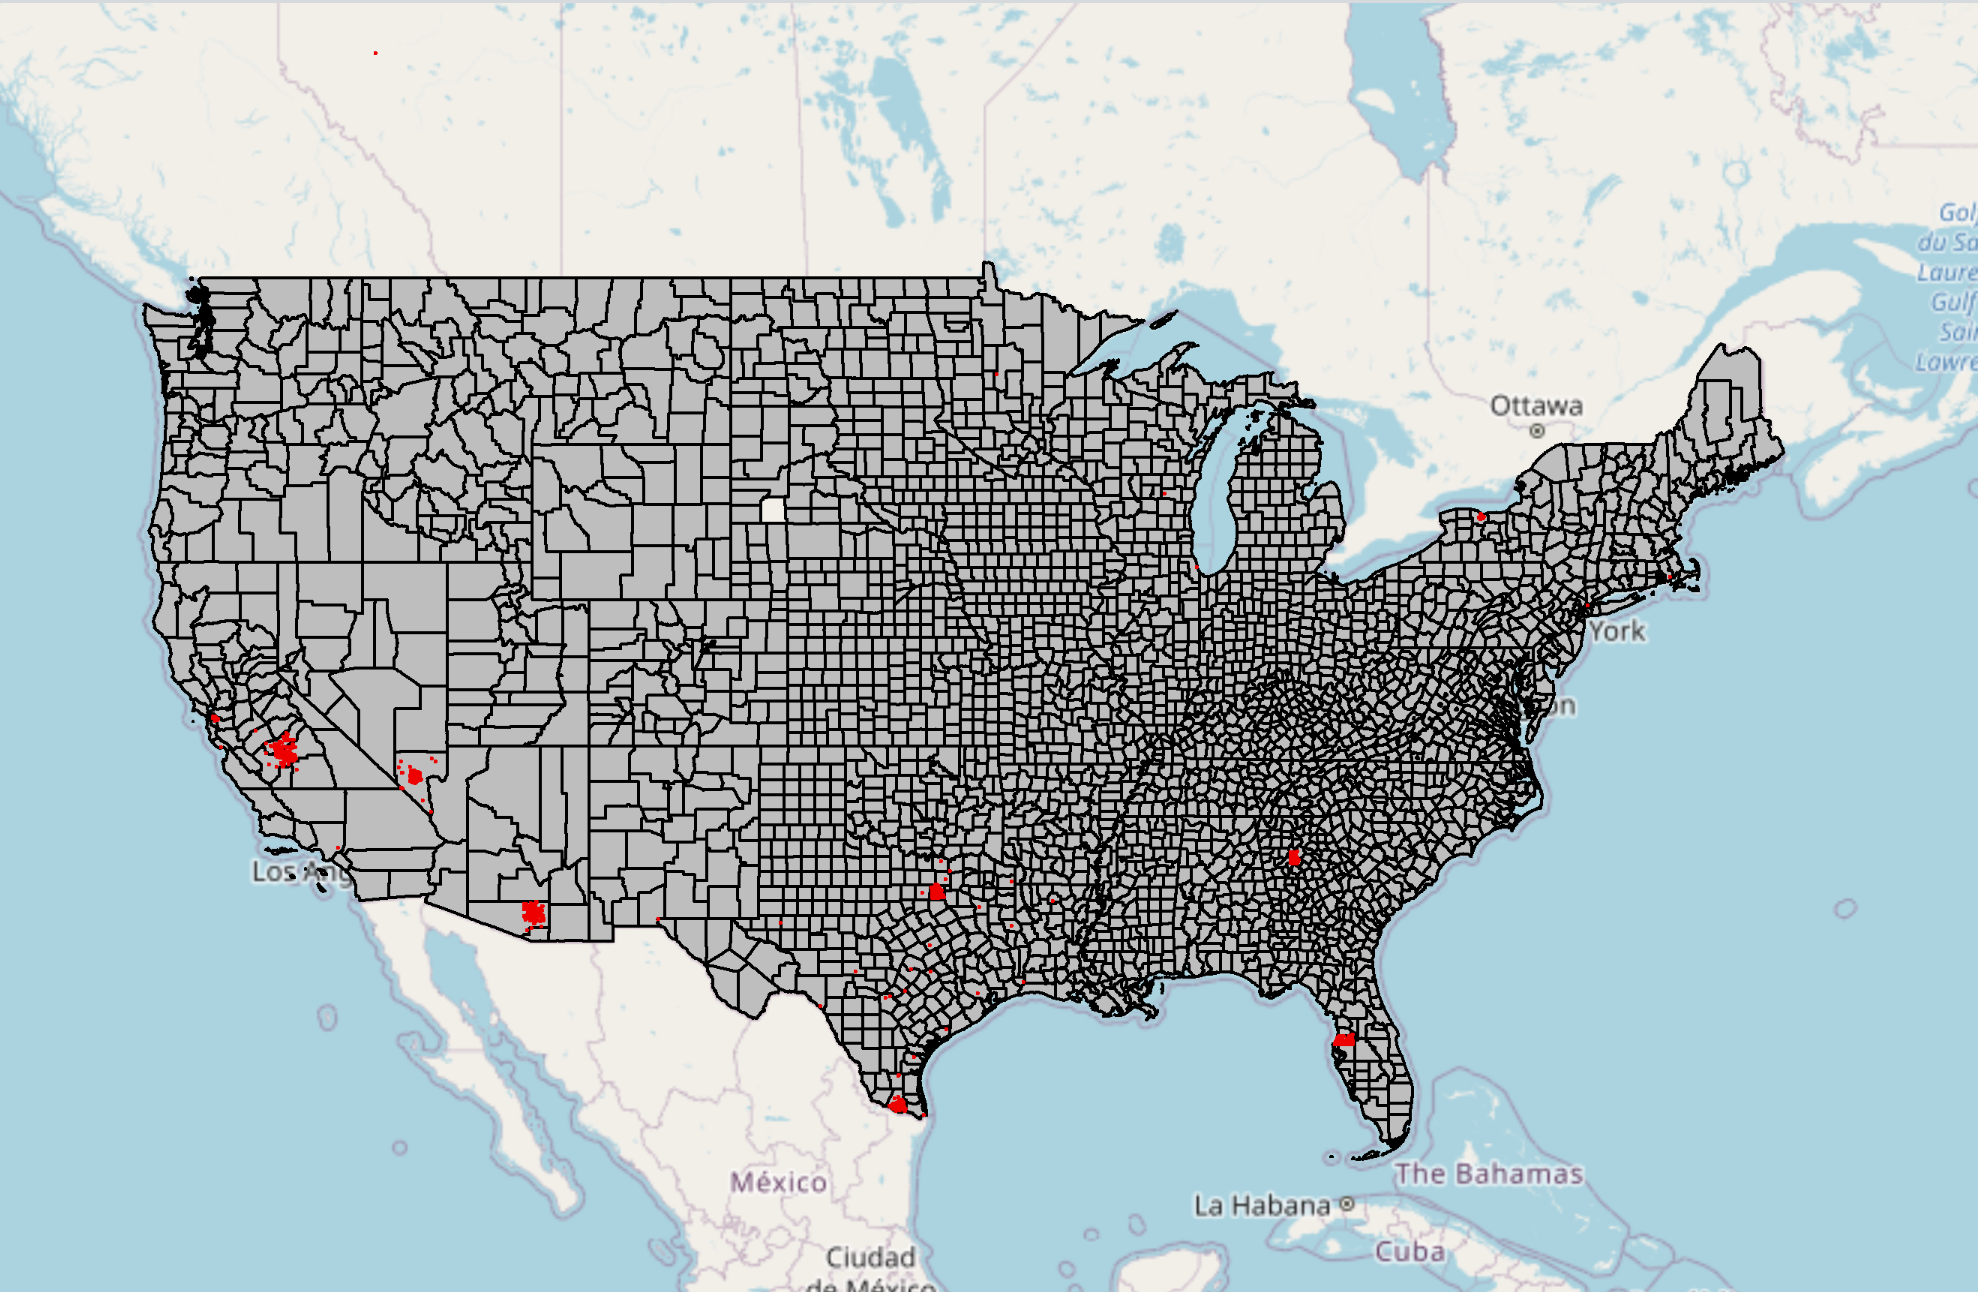 Gol
du Sa
Laure
Gulf
Sain
Lawre
Ottawa
York
on
Los Ang
México
The Bahamas
La Habana
Cuba
Ciudad
de México